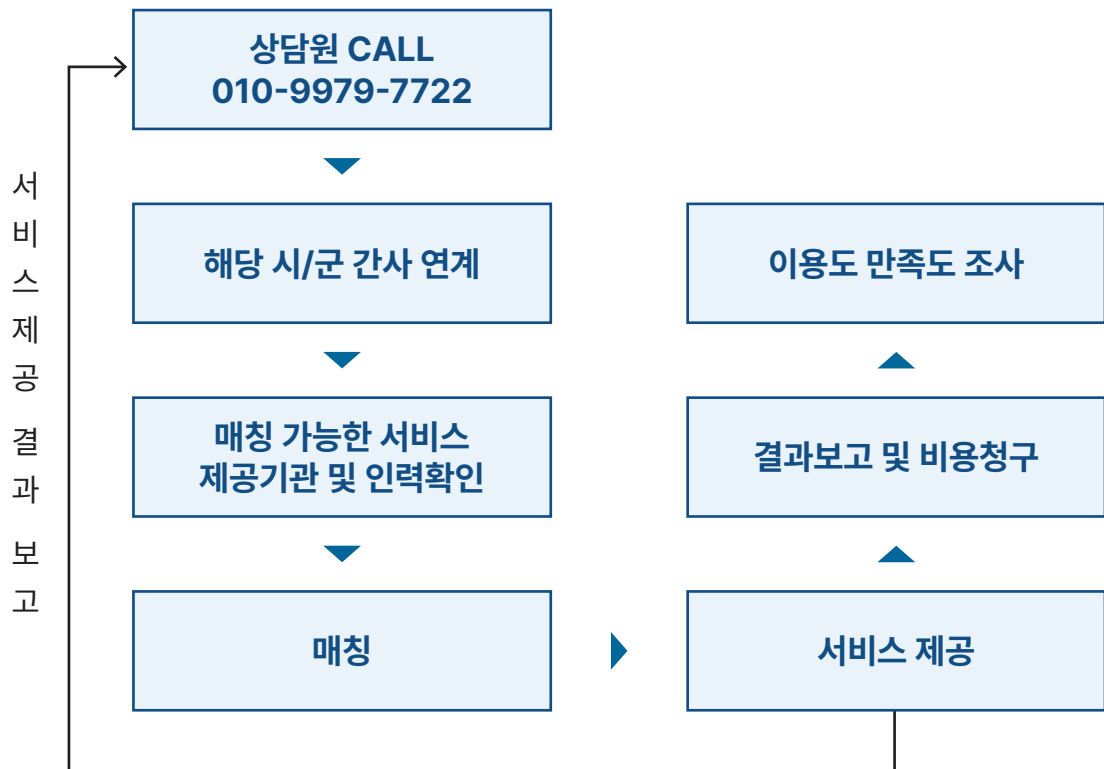 상담원 CALL
010-9979-7722
해당 시/군 간사 연계
매칭 가능한 서비스
제공기관 및 인력확인
매칭
서비스 제공
결과보고 및 비용청구
이용도 만족도 조사
서비스제공 결과 보고